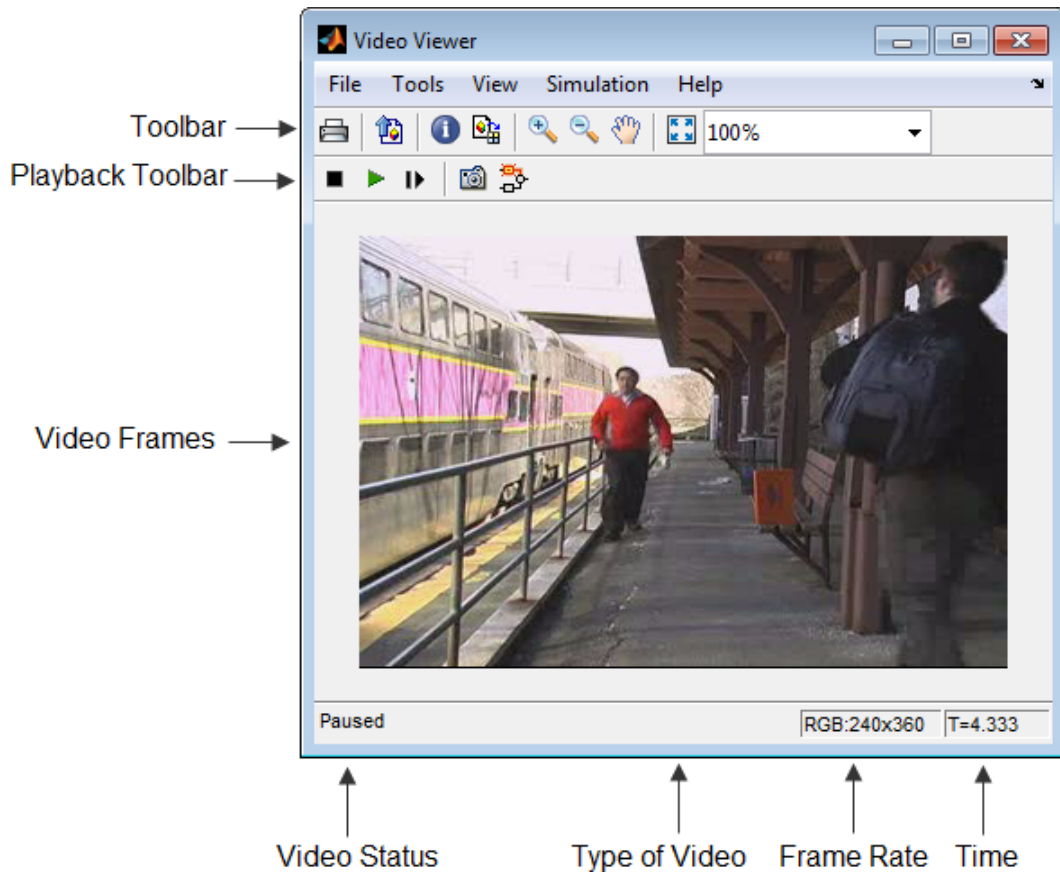 Video Viewer
File Tools View Simulation Help
Toolbar
100%
Playback Toolbar
Video Frames
Paused
RGB:240x360
T=4.333
Video Status
Type of Video
Frame Rate
Time